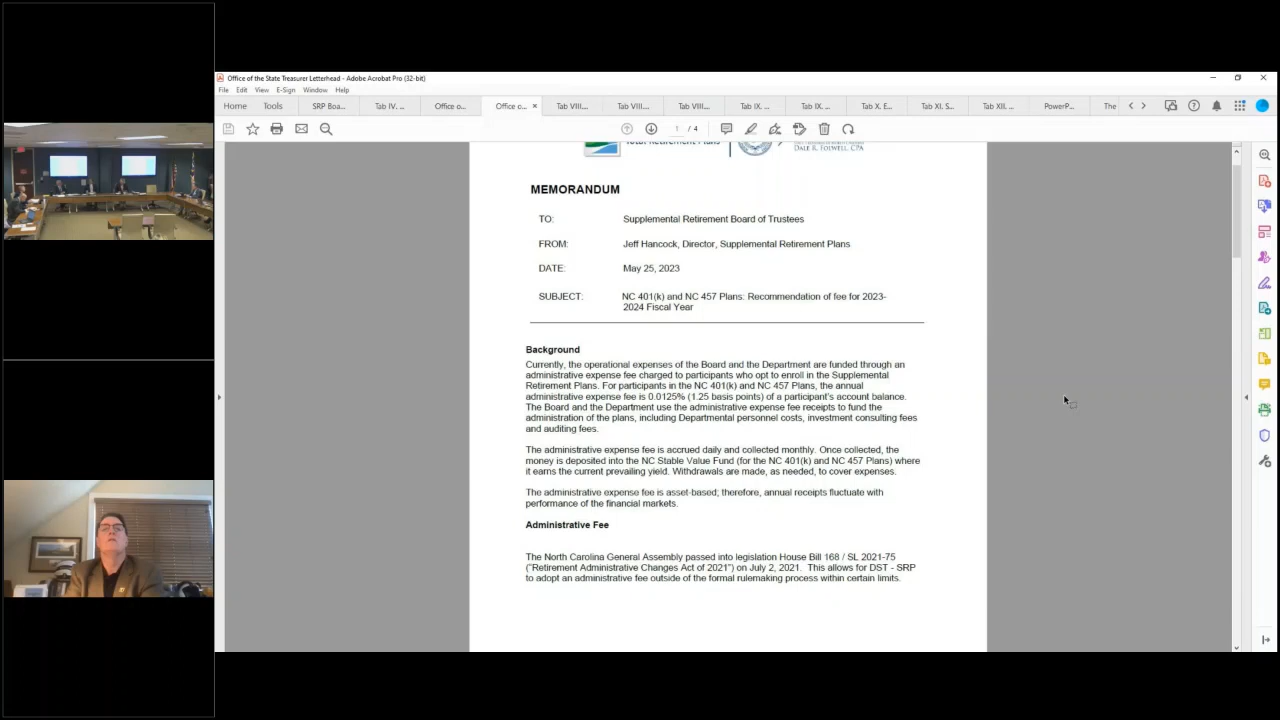 Office of the State Treasurer Letterhead - Adobe Acrobat Pro (32-bit)
File Edit View E-Sign Window Help
Home Tools SRP Boa... Tab IV. ... Office o... Office o... × Tab VIII... Tab VIII... Tab VIII... Tab IX. ... Tab IX. ... Tab X. E... Tab XI. S... Tab XII. ... PowerP... The
1 / 4
Total Retirement Plans
DALE R. FOLWELL, CPA
MEMORANDUM
TO: Supplemental Retirement Board of Trustees
FROM: Jeff Hancock, Director, Supplemental Retirement Plans
DATE: May 25, 2023
SUBJECT: NC 401(k) and NC 457 Plans: Recommendation of fee for 2023-
2024 Fiscal Year
Background
Currently, the operational expenses of the Board and the Department are funded through an
administrative expense fee charged to participants who opt to enroll in the Supplemental
Retirement Plans. For participants in the NC 401(k) and NC 457 Plans, the annual
administrative expense fee is 0.0125% (1.25 basis points) of a participant's account balance.
The Board and the Department use the administrative expense fee receipts to fund the
administration of the plans, including Departmental personnel costs, investment consulting fees
and auditing fees.
The administrative expense fee is accrued daily and collected monthly. Once collected, the
money is deposited into the NC Stable Value Fund (for the NC 401(k) and NC 457 Plans) where
it earns the current prevailing yield. Withdrawals are made, as needed, to cover expenses.
The administrative expense fee is asset-based; therefore, annual receipts fluctuate with
performance of the financial markets.
Administrative Fee
The North Carolina General Assembly passed into legislation House Bill 168 / SL 2021-75
("Retirement Administrative Changes Act of 2021") on July 2, 2021. This allows for DST - SRP
to adopt an administrative fee outside of the formal rulemaking process within certain limits.